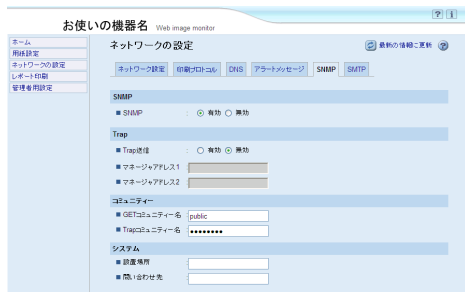 お使いの機器名 Web image monitor
ホーム
用紙設定
ネットワークの設定
レポート印刷
管理者用設定
ネットワークの設定
最新の情報に更新
ネットワーク設定 印刷プロトコル DNS アラートメッセージ SNMP SMTP
SNMP
SNMP : 有効 無効
Trap
Trap送信 : 有効 無効
マネージャアドレス1 :
マネージャアドレス2 :
コミュニティー
GETコミュニティー名 : public
Trapコミュニティー名 : ●●●●●●●●
システム
設置場所 :
問い合わせ先 :